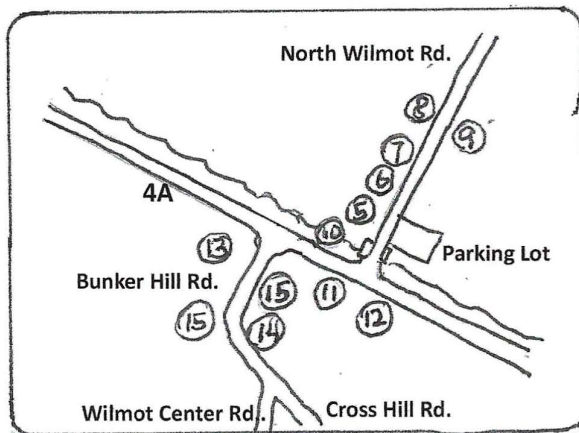 North Wilmot Rd.
8
9
7
6
5
10
4A
13
Parking Lot
Bunker Hill Rd.
15
11
15
12
14
Wilmot Center Rd.
Cross Hill Rd.